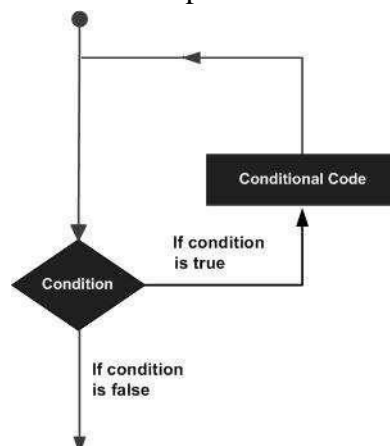 Conditional Code
If condition
is true
Condition
If condition
is false